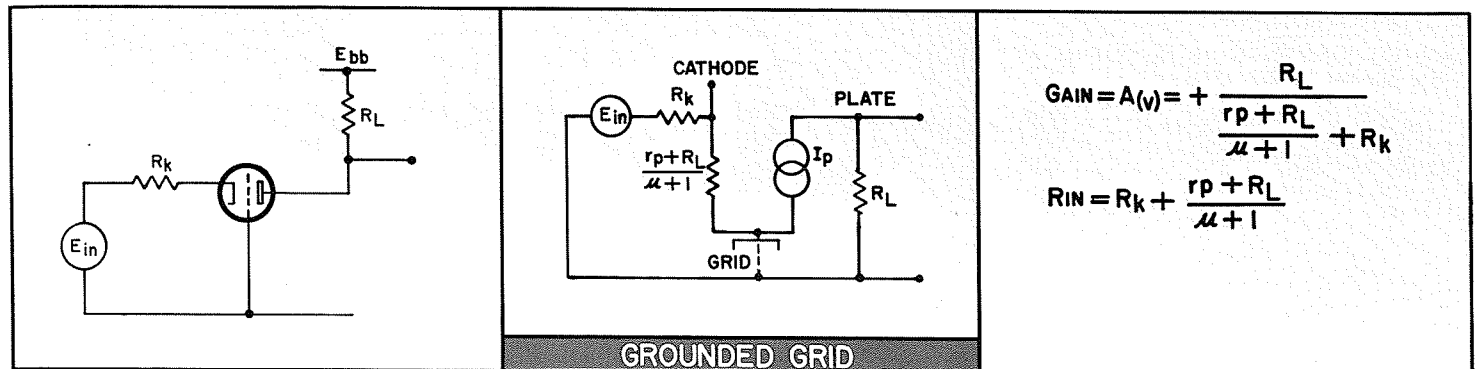 Ebb
RL
Rk
Ein
CATHODE
Rk
PLATE
Ein
rp+RL
μ+1
Ip
RL
GRID
GROUNDED GRID
GAIN = A(v) = + RL
rp + RL
μ + 1
+ Rk
RIN = Rk + rp + RL
μ + 1